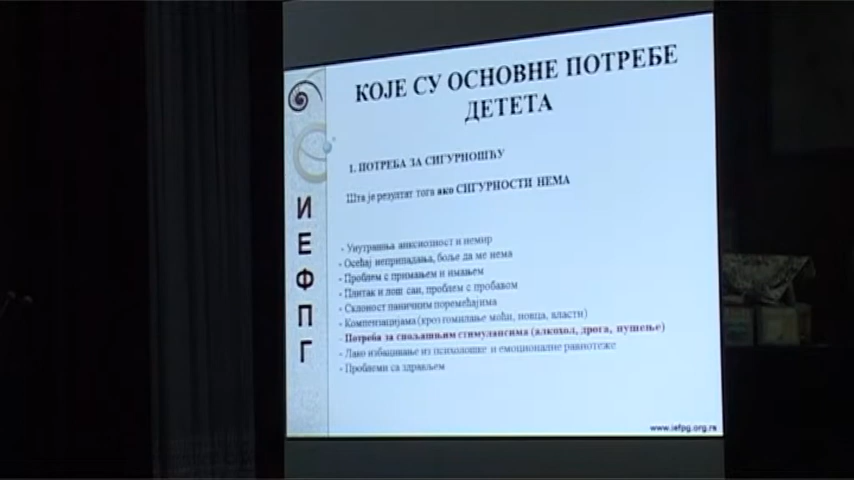 КОЈЕ СУ ОСНОВНЕ ПОТРЕБЕ
ДЕТЕТА
1. ПОТРЕБА ЗА СИГУРНОШЋУ
Шта је резултат тога ако СИГУРНОСТИ НЕМА
- Унутрашња анксиозност и немир
- Осећај неприпадања, боље да ме нема
- Проблем с примањем и имањем
- Плитак и лош сан, проблем с пробавом
- Склоност паничним поремећајима
- Компензацијама (кроз гомилање моћи, новца, власти)
- Потреба за спољашњим стимулансима (алкохол, дрога, пушење)
- Лако избацивање из психолошке и емоционалне равнотеже
- Проблеми са здрављем
ИЕФПГ
www.iefpg.org.rs